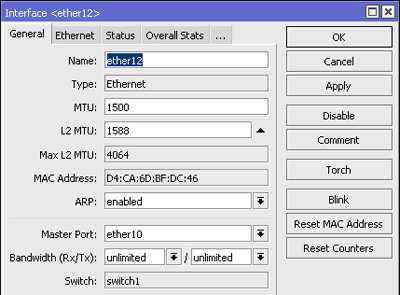 Interface <ether12>
General Ethernet Status Overall Stats ...
OK
Name: ether12
Cancel
Type: Ethernet
Apply
MTU: 1500
Disable
L2 MTU: 1588
Comment
Max L2 MTU: 4064
Torch
MAC Address: D4:CA:6D:BF:DC:46
Blink
ARP: enabled
Reset MAC Address
Master Port: ether10
Reset Counters
Bandwidth (Rx/Tx): unlimited / unlimited
Switch: switch1